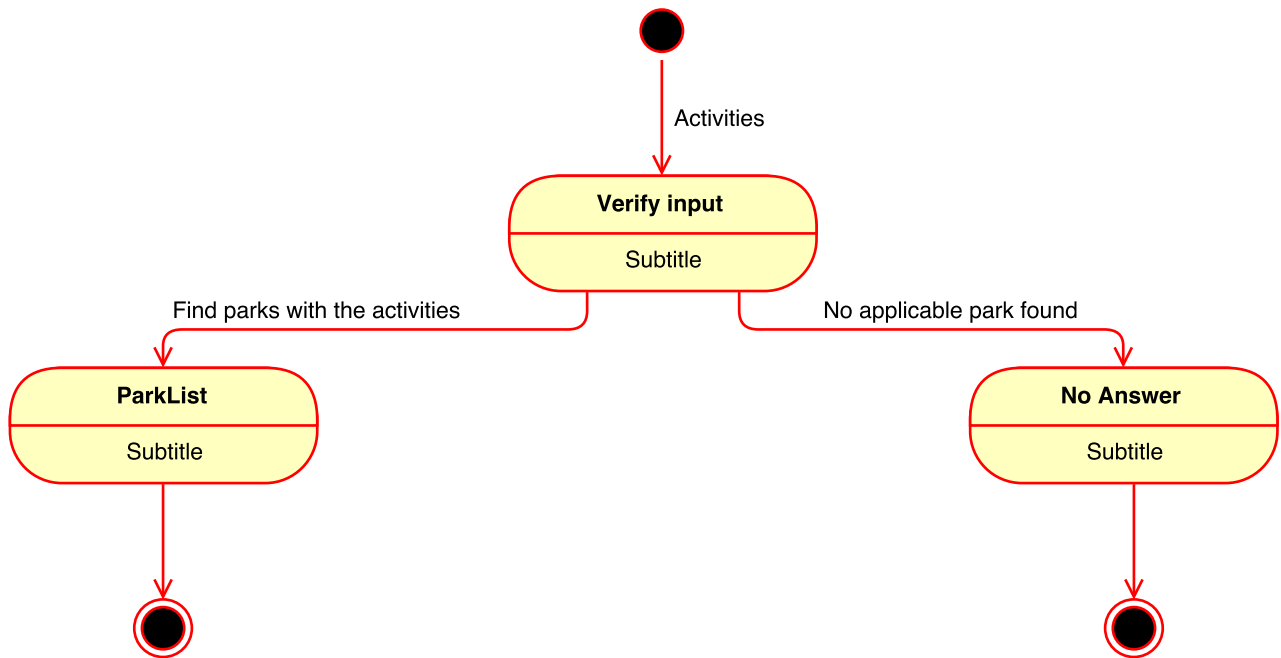 Activities
Verify input
Subtitle
Find parks with the activities
No applicable park found
ParkList
Subtitle
No Answer
Subtitle